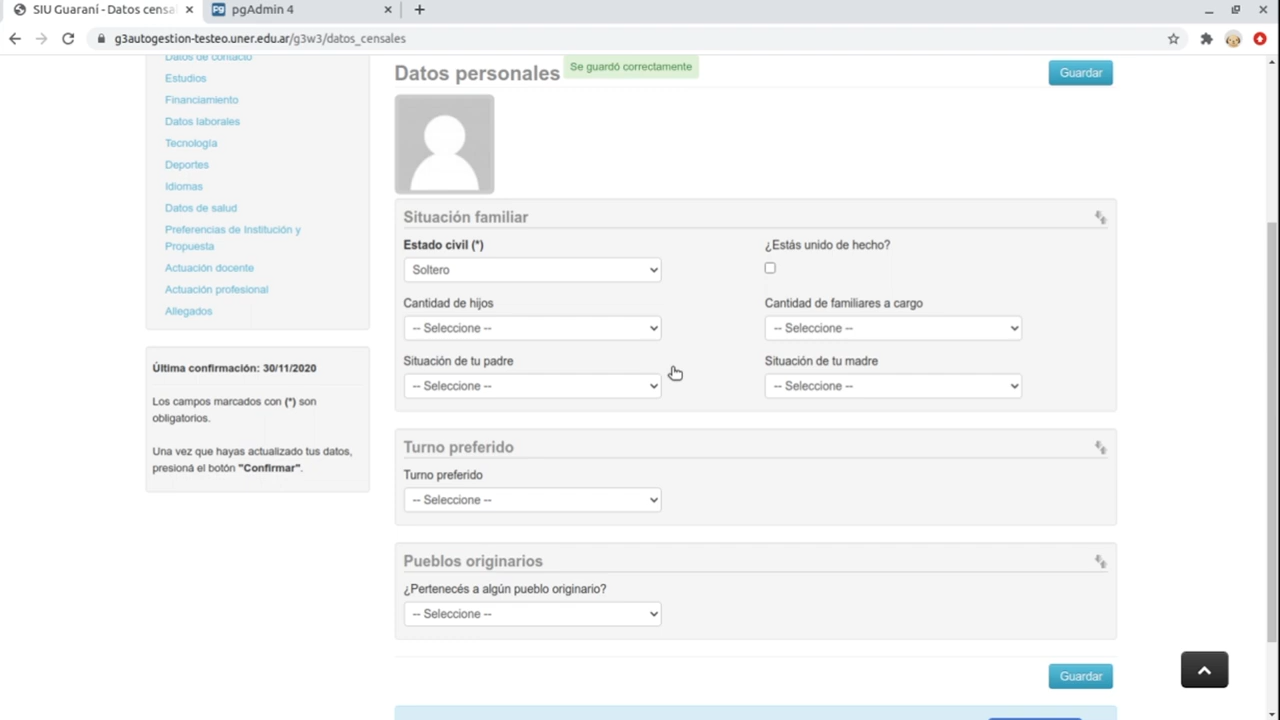 SIU Guaraní - Datos censa
pgAdmin 4
g3autogestion-testeo.uner.edu.ar/g3w3/datos_censales
Datos de contacto
Estudios
Financiamiento
Datos laborales
Tecnología
Deportes
Idiomas
Datos de salud
Preferencias de Institución y
Propuesta
Actuación docente
Actuación profesional
Allegados
Última confirmación: 30/11/2020
Los campos marcados con (*) son
obligatorios.
Una vez que hayas actualizado tus datos,
presioná el botón "Confirmar".
Datos personales
Se guardó correctamente
Guardar
Situación familiar
Estado civil (*)
¿Estás unido de hecho?
Soltero
Cantidad de hijos
Cantidad de familiares a cargo
-- Seleccione --
-- Seleccione --
Situación de tu padre
Situación de tu madre
-- Seleccione --
-- Seleccione --
Turno preferido
Turno preferido
-- Seleccione --
Pueblos originarios
¿Pertenecés a algún pueblo originario?
-- Seleccione --
Guardar